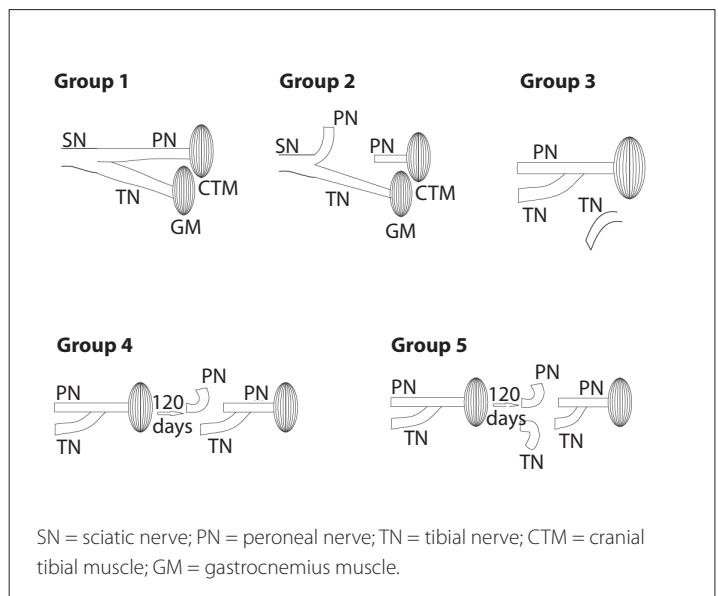 Group 1
SN PN
TN CTM
GM
Group 2
PN
SN PN
TN CTM
GM
Group 3
PN
TN TN
Group 4
PN PN PN
120
days
TN TN
Group 5
PN PN PN
120
days
TN TN TN
SN = sciatic nerve; PN = peroneal nerve; TN = tibial nerve; CTM = cranial
tibial muscle; GM = gastrocnemius muscle.